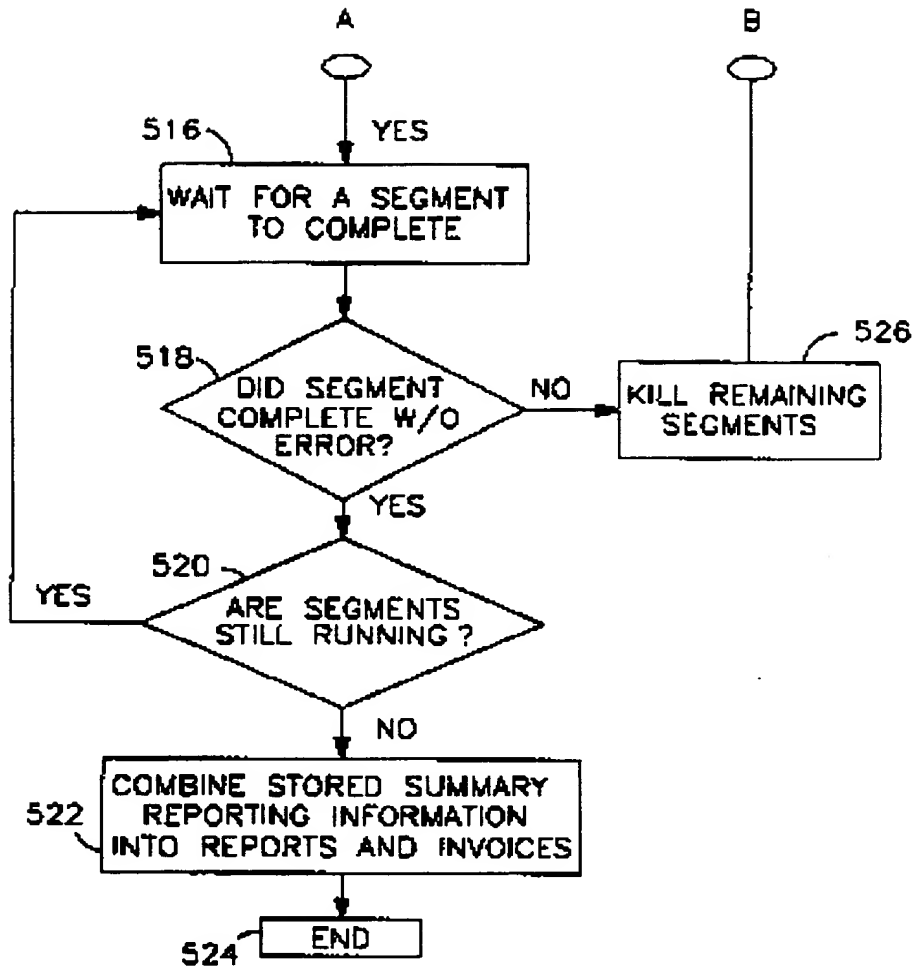 A
B
YES
516
WAIT FOR A SEGMENT
TO COMPLETE
518
DID SEGMENT
COMPLETE W/O
ERROR?
NO
526
KILL REMAINING
SEGMENTS
YES
520
ARE SEGMENTS
STILL RUNNING?
YES
NO
522
COMBINE STORED SUMMARY
REPORTING INFORMATION
INTO REPORTS AND INVOICES
524
END